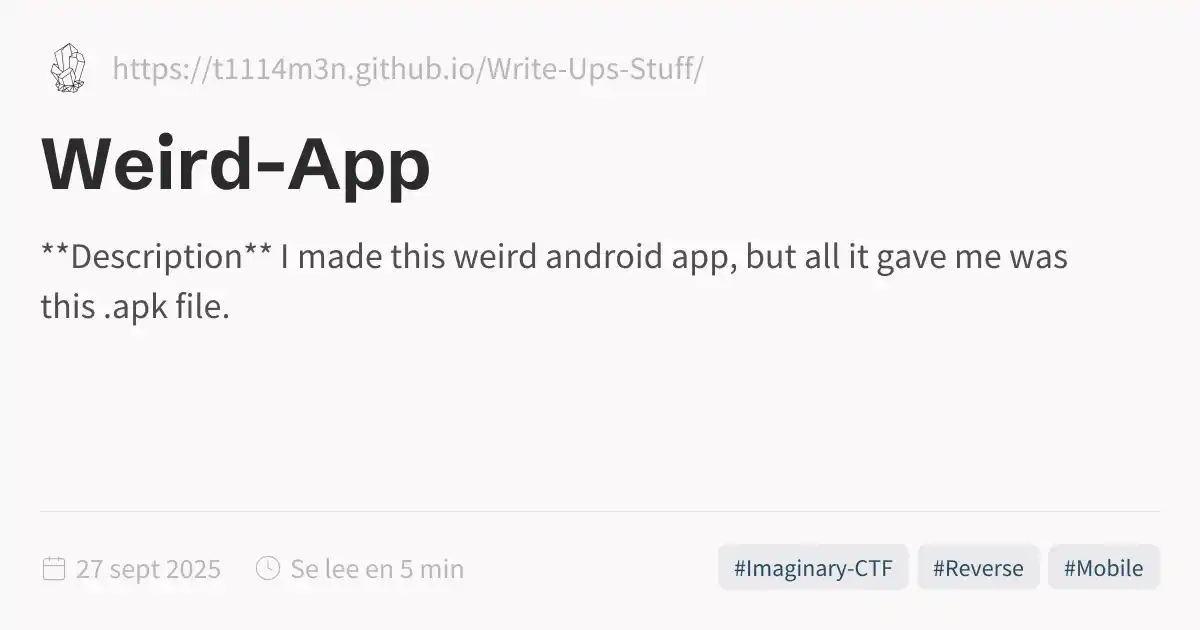 https://t1114m3n.github.io/Write-Ups-Stuff/
Weird-App
**Description** I made this weird android app, but all it gave me was
this .apk file.
27 sept 2025
Se lee en 5 min
#Imaginary-CTF
#Reverse
#Mobile